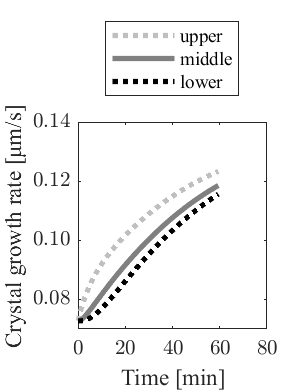 upper
middle
lower
0.14
0.12
0.10
0.08
Crystal growth rate [μm/s]
0 20 40 60 80
Time [min]